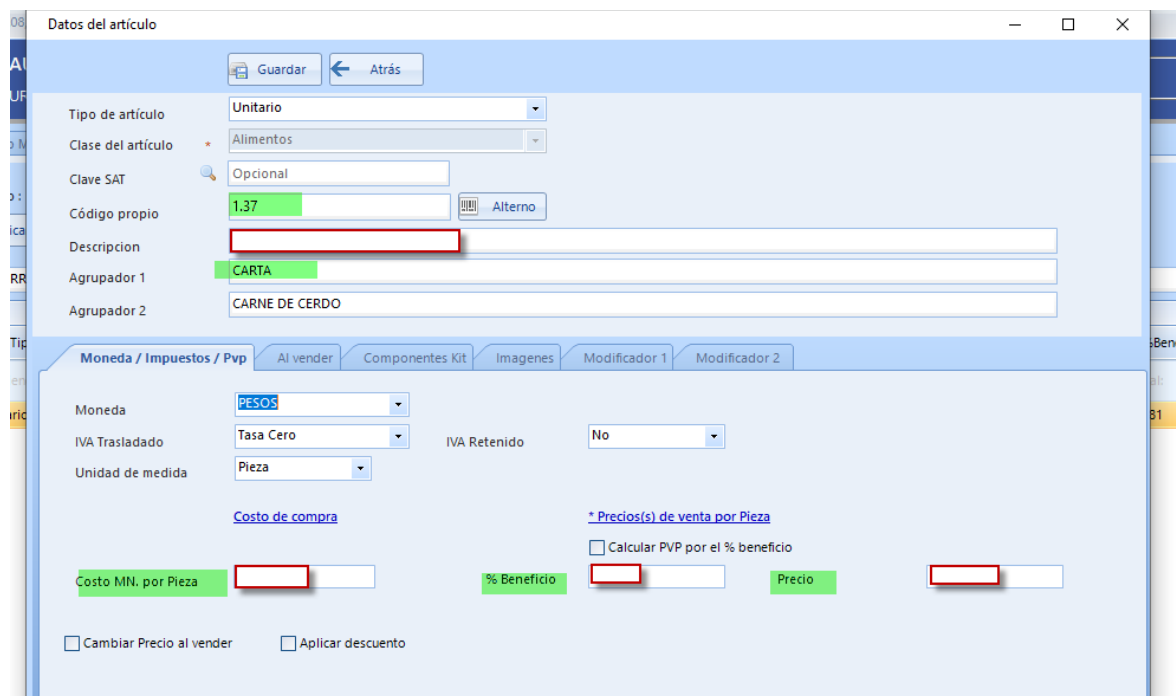 Datos del artículo
Guardar Atrás
Tipo de artículo Unitario
Clase del artículo * Alimentos
Clave SAT Opcional
Código propio 1.37 Alterno
Descripcion
Agrupador 1 CARTA
Agrupador 2 CARNE DE CERDO
Moneda / Impuestos / Pvp Al vender Componentes Kit Imagenes Modificador 1 Modificador 2
Moneda PESOS
IVA Trasladado Tasa Cero IVA Retenido No
Unidad de medida Pieza
Costo de compra * Precios(s) de venta por Pieza
Calcular PVP por el % beneficio
Costo MN. por Pieza % Beneficio Precio
Cambiar Precio al vender Aplicar descuento